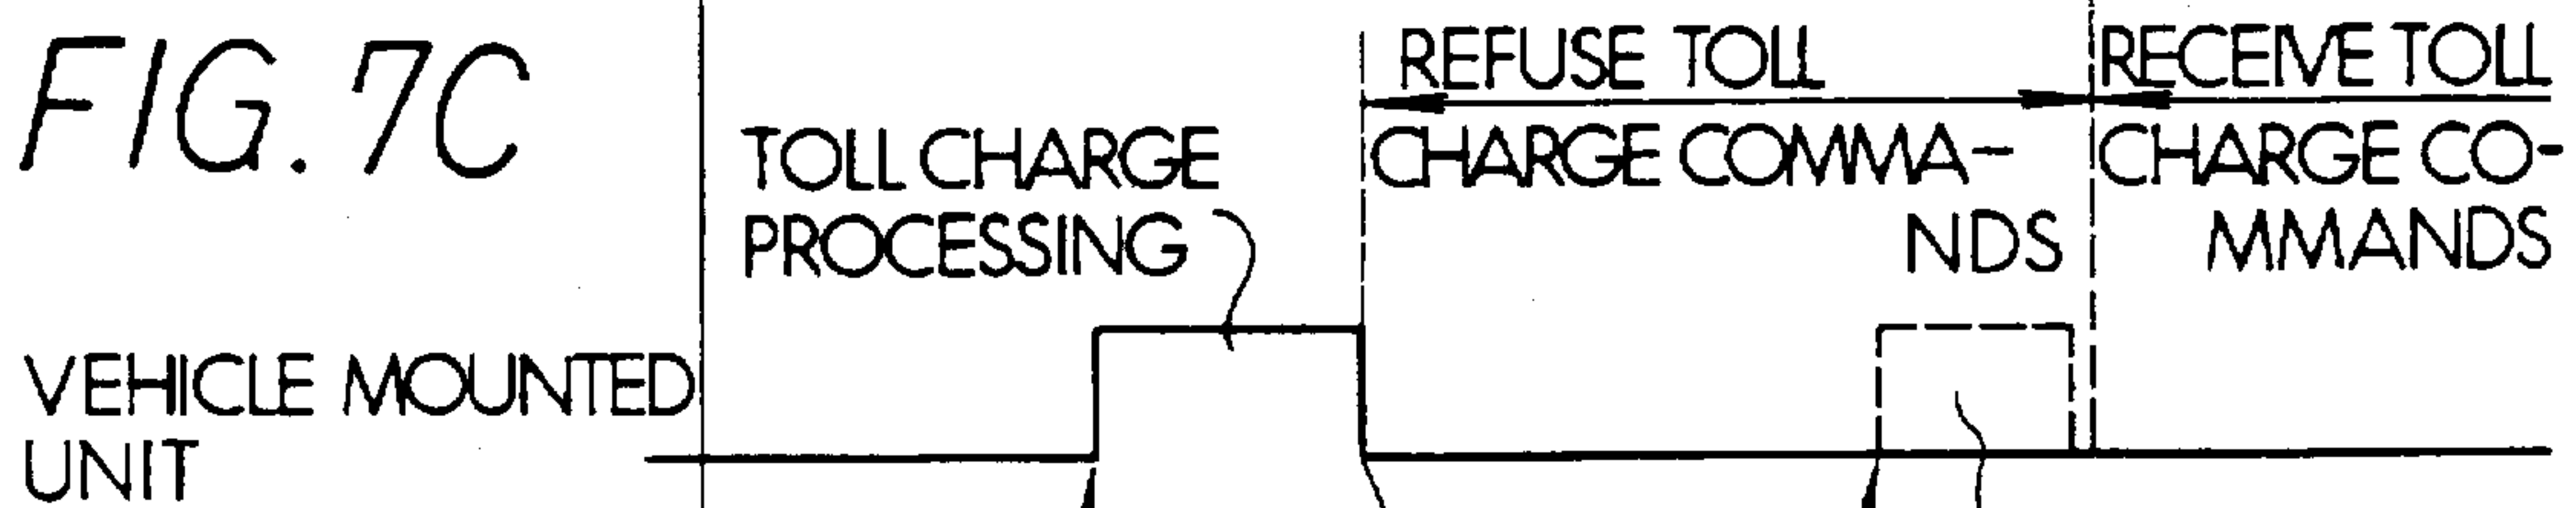 FIG. 7C
TOLL CHARGE
PROCESSING
REFUSE TOLL
CHARGE COMMA-
NDS
RECEIVE TOLL
CHARGE CO-
MMANDS
VEHICLE MOUNTED
UNIT